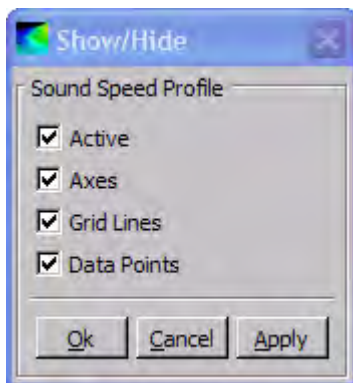 Show/Hide
Sound Speed Profile
Active
Axes
Grid Lines
Data Points
Ok Cancel Apply